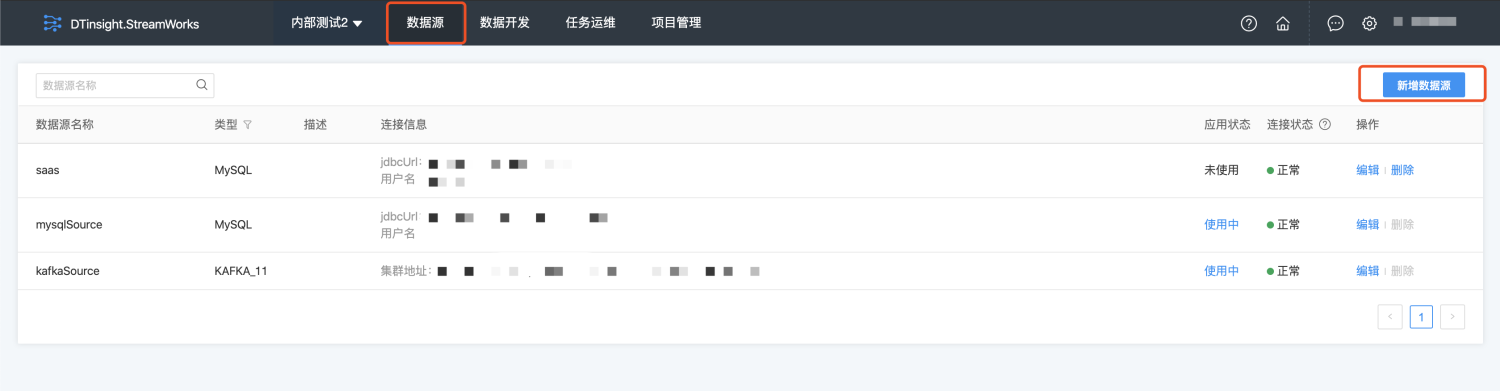 DTinsight.StreamWorks 内部测试2 数据源 数据开发 任务运维 项目管理
数据源名称 新增数据源
数据源名称 类型 描述 连接信息 应用状态 连接状态 操作
saas MySQL jdbcUrl: 未使用 正常 编辑 删除
用户名
mysqlSource MySQL jdbcUrl: 使用中 正常 编辑 删除
用户名
kafkaSource KAFKA_11 集群地址: 使用中 正常 编辑 删除
< 1 >